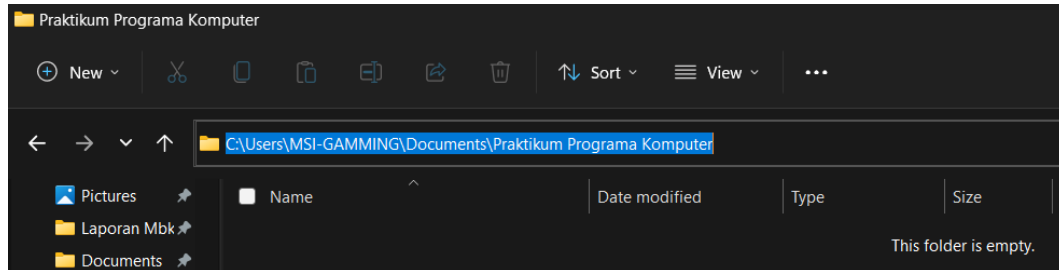 Praktikum Programa Komputer
New Sort View
C:\Users\MSI-GAMMING\Documents\Praktikum Programa Komputer
Pictures
Name Date modified Type Size
Laporan Mbk
This folder is empty.
Documents